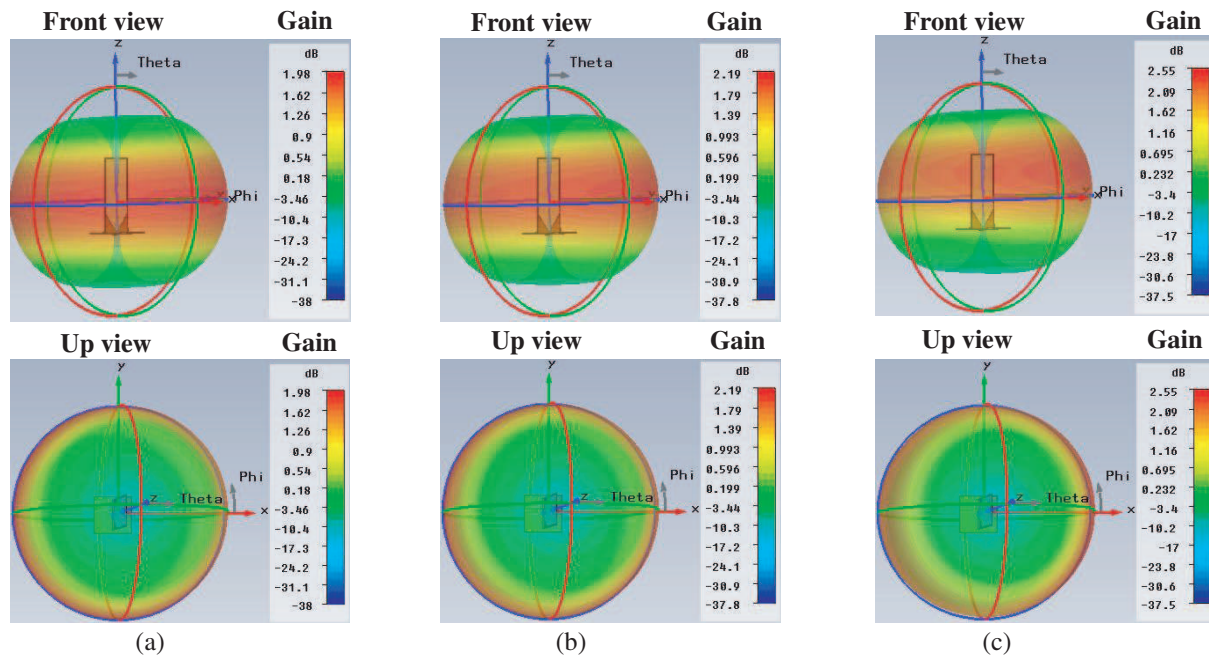 Front view Gain
z
Theta
Phi
x
dB
1.98
1.62
1.26
0.9
0.54
0.18
-3.46
-10.4
-17.3
-24.2
-31.1
-38
Front view Gain
z
Theta
Phi
x
dB
2.19
1.79
1.39
0.993
0.596
0.199
-3.44
-10.3
-17.2
-24.1
-30.9
-37.8
Front view Gain
z
Theta
Phi
x
dB
2.55
2.09
1.62
1.16
0.695
0.232
-3.4
-10.2
-17
-23.8
-30.6
-37.5
Up view Gain
y
Phi
z
Theta
x
dB
1.98
1.62
1.26
0.9
0.54
0.18
-3.46
-10.4
-17.3
-24.2
-31.1
-38
(a)
Up view Gain
y
Phi
z
Theta
x
dB
2.19
1.79
1.39
0.993
0.596
0.199
-3.44
-10.3
-17.2
-24.1
-30.9
-37.8
(b)
Up view Gain
y
Phi
z
Theta
x
dB
2.55
2.09
1.62
1.16
0.695
0.232
-3.4
-10.2
-17
-23.8
-30.6
-37.5
(c)